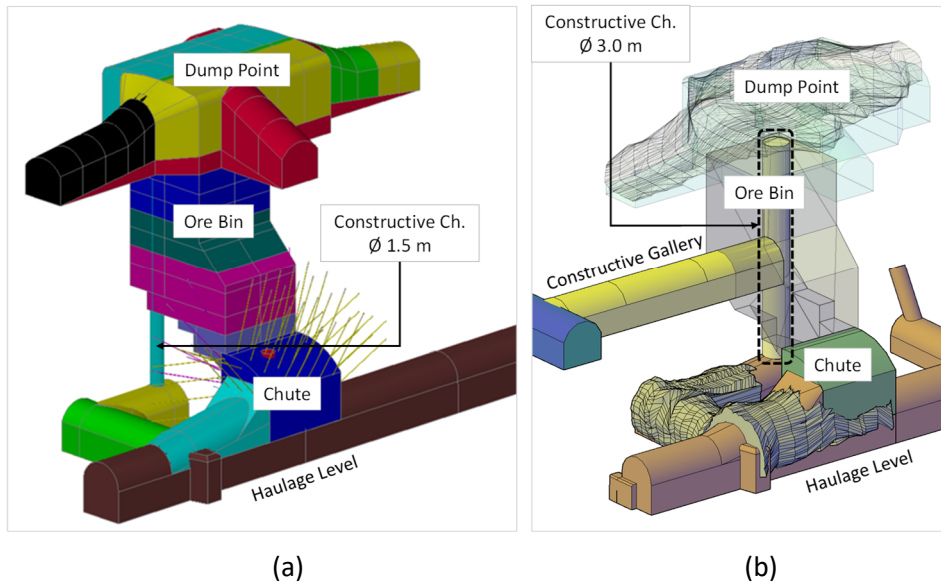 Dump Point
Ore Bin
Constructive Ch.
Ø 1.5 m
Chute
Haulage Level
(a)
Constructive Ch.
Ø 3.0 m
Dump Point
Ore Bin
Constructive Gallery
Chute
Haulage Level
(b)